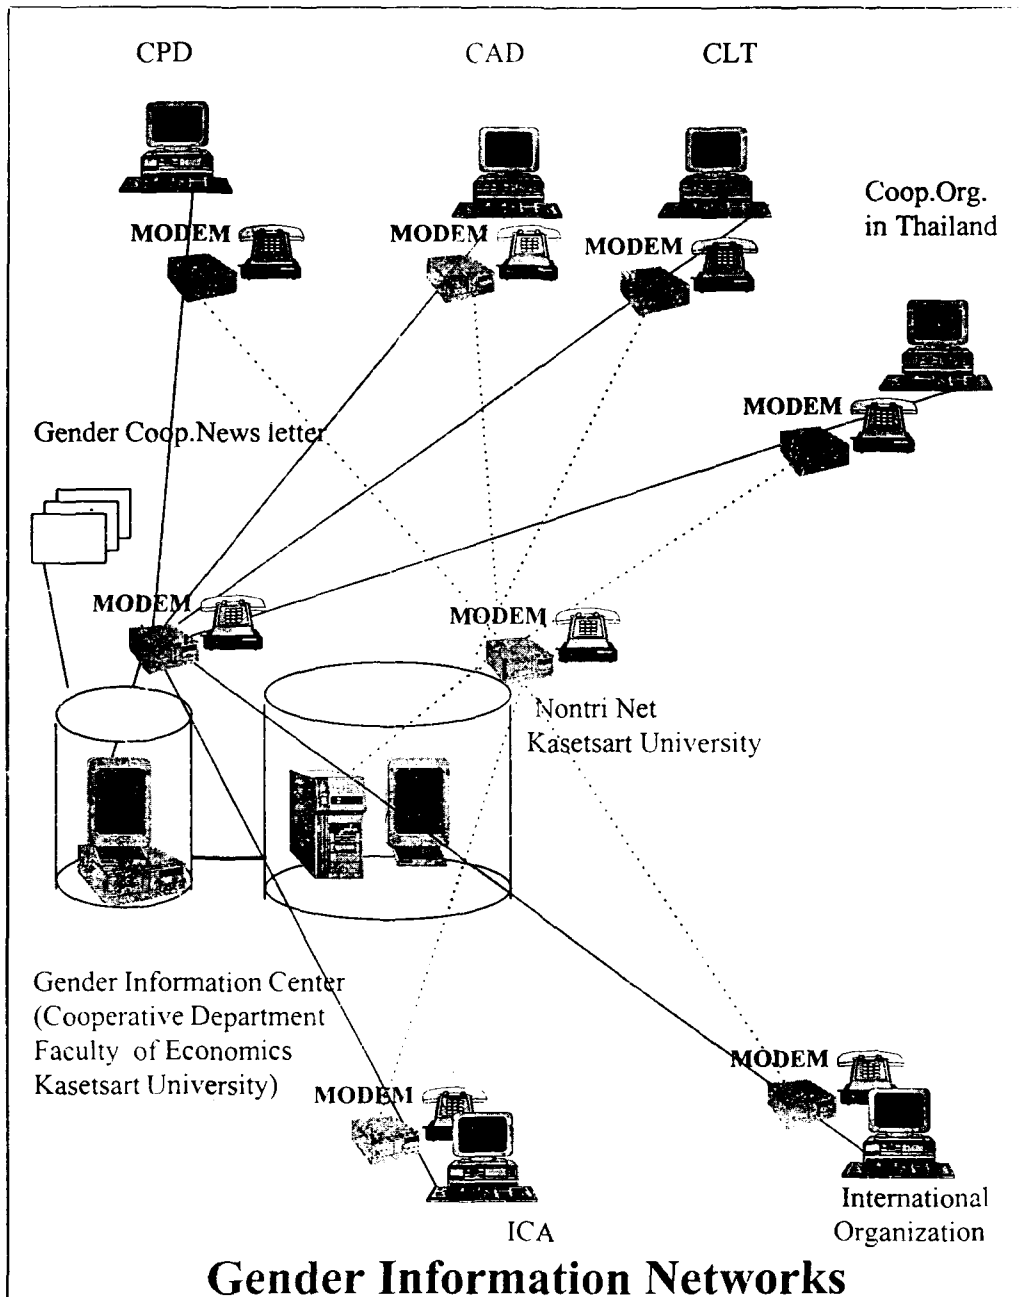 CPD
CAD
CLT
Coop.Org.
in Thailand
MODEM
MODEM
MODEM
MODEM
Gender Coop.News letter
MODEM
MODEM
Nontri Net
Kasetsart University
Gender Information Center
(Cooperative Department
Faculty of Economics
Kasetsart University)
MODEM
MODEM
ICA
International
Organization
Gender Information Networks